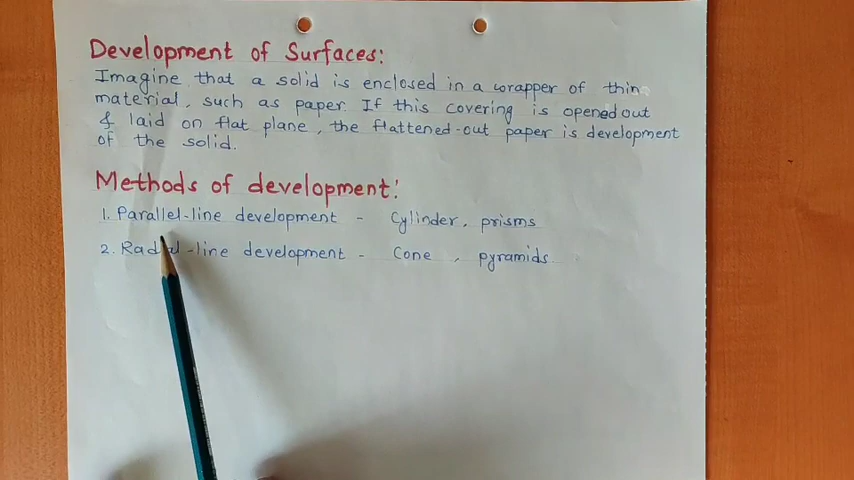 Development of Surfaces:
Imagine that a solid is enclosed in a wrapper of thin
material, such as paper. If this covering is opened out
& laid on flat plane, the flattened-out paper is development
of the solid.
Methods of development:
1. Parallel-line development - Cylinder, prisms
2. Radial-line development - Cone, pyramids.